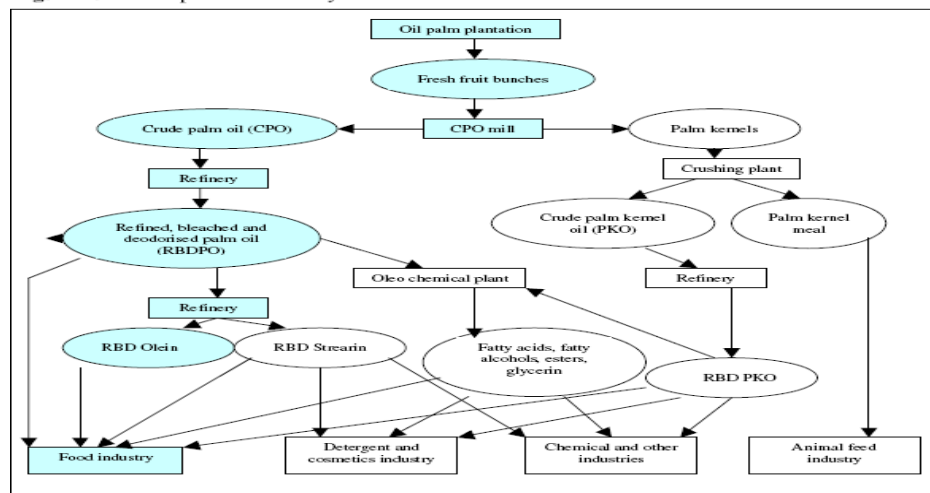 Oil palm plantation
Fresh fruit bunches
Crude palm oil (CPO)
CPO mill
Palm kernels
Refinery
Crushing plant
Refined, bleached and
deodorised palm oil
(RBDPO)
Crude palm kernel
oil (PKO)
Palm kernel
meal
Oleo chemical plant
Refinery
Refinery
RBD Olein
RBD Strearin
Fatty acids, fatty
alcohols, esters,
glycerin
RBD PKO
Food industry
Detergent and
cosmetics industry
Chemical and other
industries
Animal feed
industry